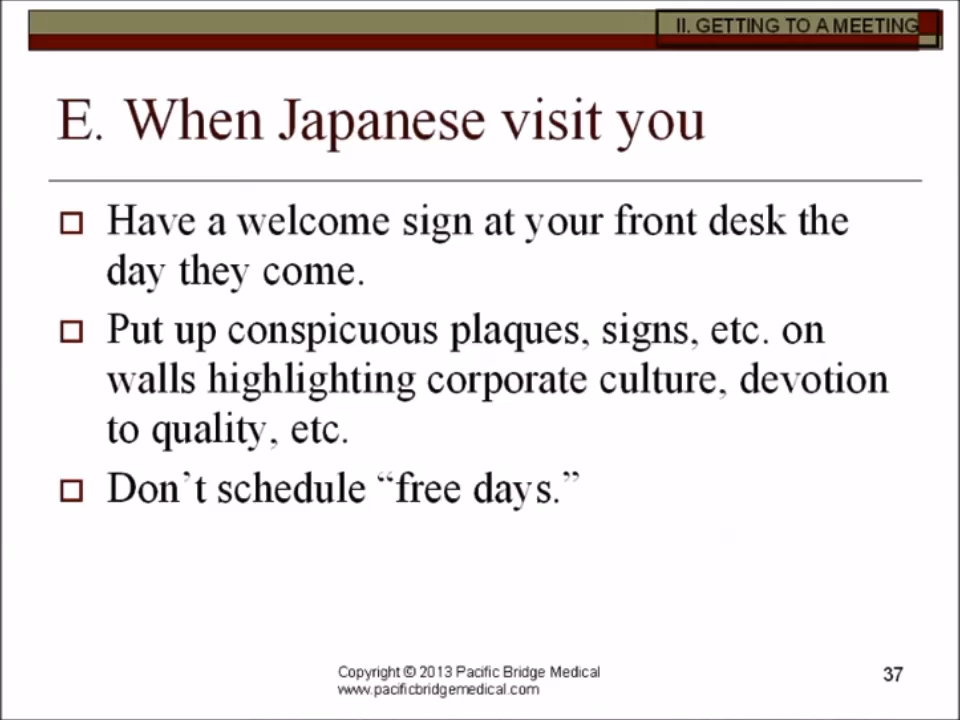 II. GETTING TO A MEETING
E. When Japanese visit you
Have a welcome sign at your front desk the
day they come.
Put up conspicuous plaques, signs, etc. on
walls highlighting corporate culture, devotion
to quality, etc.
Don’t schedule “free days.”
Copyright © 2013 Pacific Bridge Medical
www.pacificbridgemedical.com
37